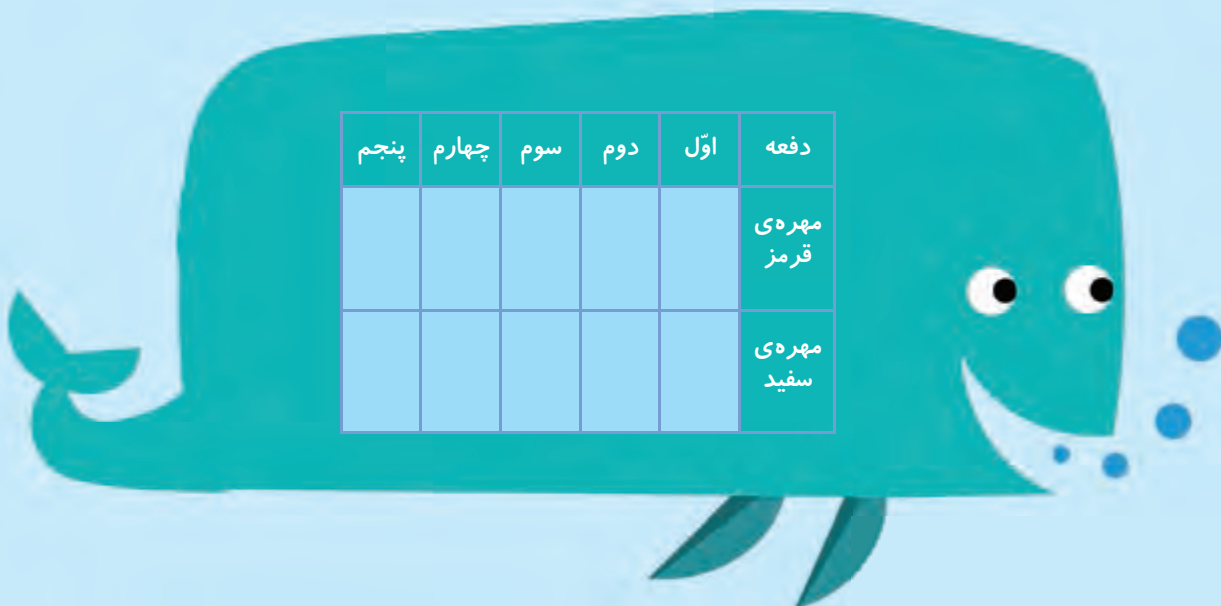 دفعه اوّل دوم سوم چهارم پنجم
مهره‌ی
قرمز
مهره‌ی
سفید